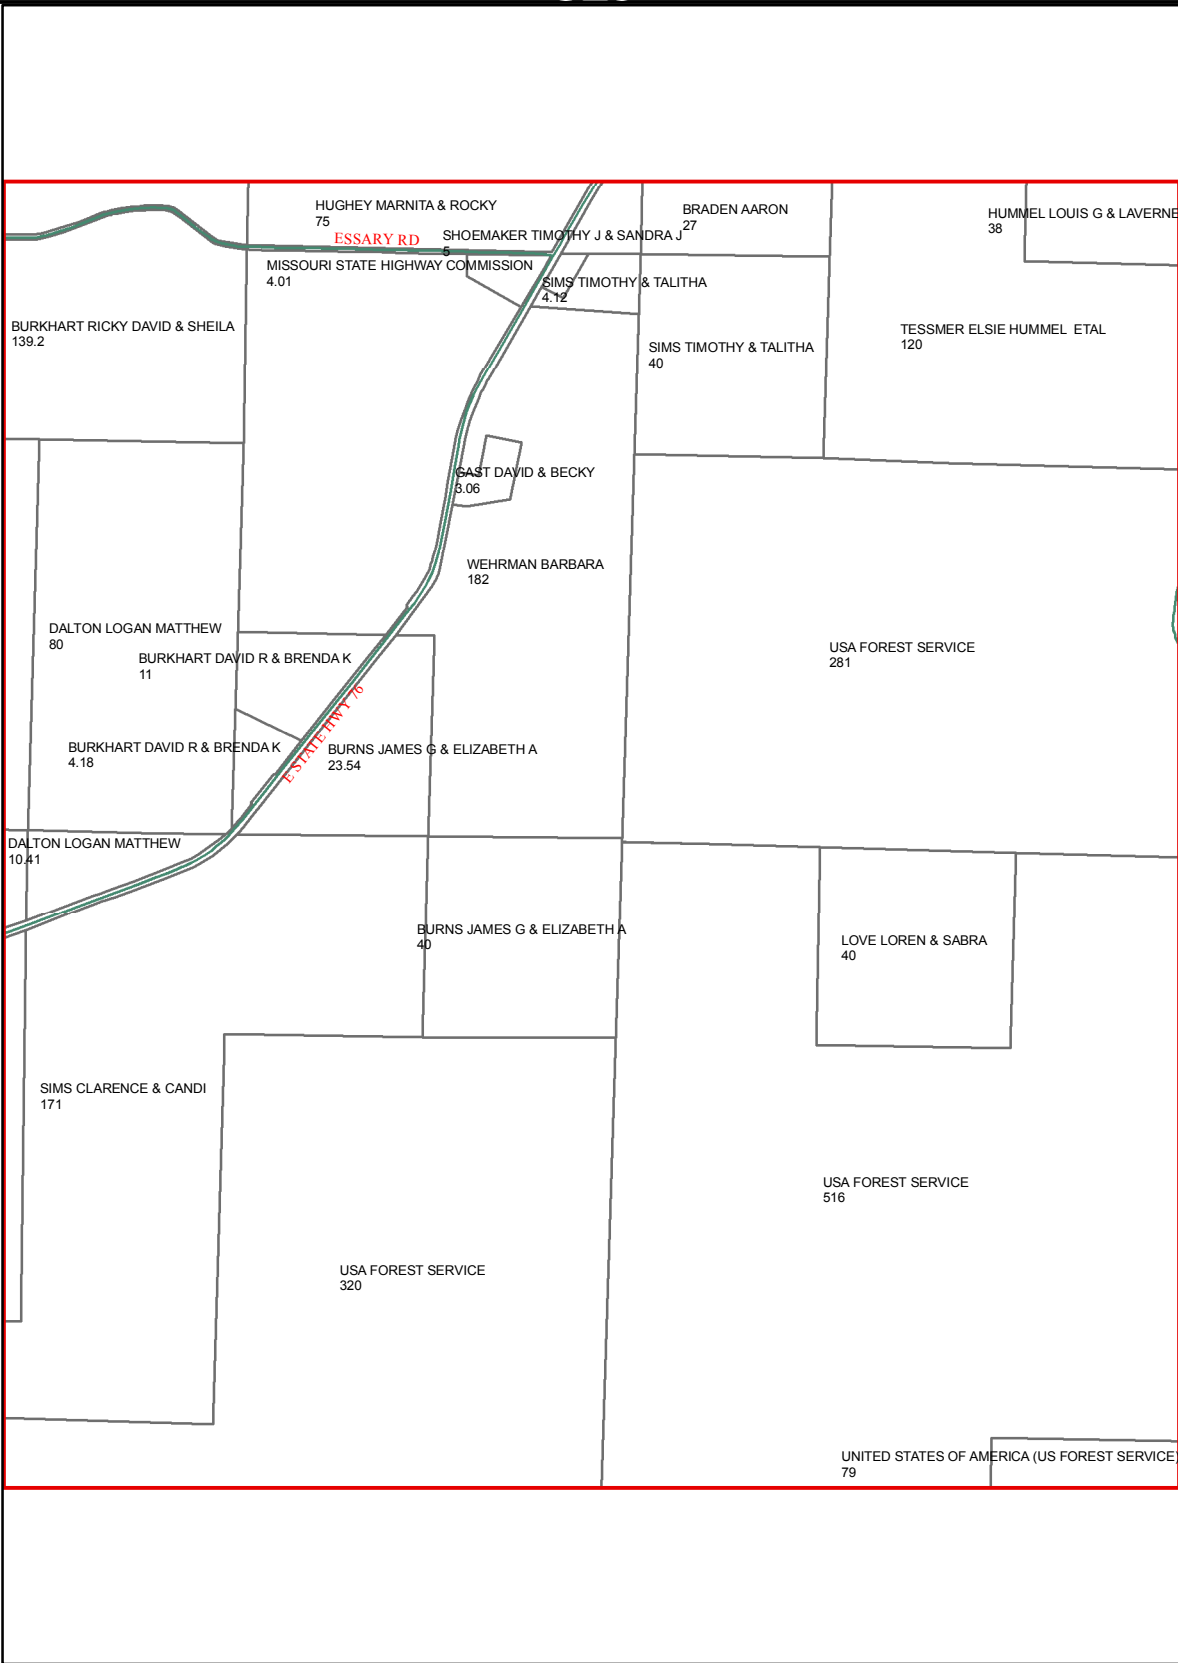 HUGHEY MARNITA & ROCKY
75
ESSARY RD
SHOEMAKER TIMOTHY J & SANDRA J
5
BRADEN AARON
27
HUMMEL LOUIS G & LAVERNE
38
MISSOURI STATE HIGHWAY COMMISSION
4.01
SIMS TIMOTHY & TALITHA
4.12
BURKHART RICKY DAVID & SHEILA
139.2
SIMS TIMOTHY & TALITHA
40
TESSMER ELSIE HUMMEL ETAL
120
GAST DAVID & BECKY
3.06
WEHRMAN BARBARA
182
DALTON LOGAN MATTHEW
80
BURKHART DAVID R & BRENDA K
11
USA FOREST SERVICE
281
E STATE HWY 76
BURKHART DAVID R & BRENDA K
4.18
BURNS JAMES G & ELIZABETH A
23.54
DALTON LOGAN MATTHEW
10.41
BURNS JAMES G & ELIZABETH A
40
LOVE LOREN & SABRA
40
SIMS CLARENCE & CANDI
171
USA FOREST SERVICE
516
USA FOREST SERVICE
320
UNITED STATES OF AMERICA (US FOREST SERVICE)
79